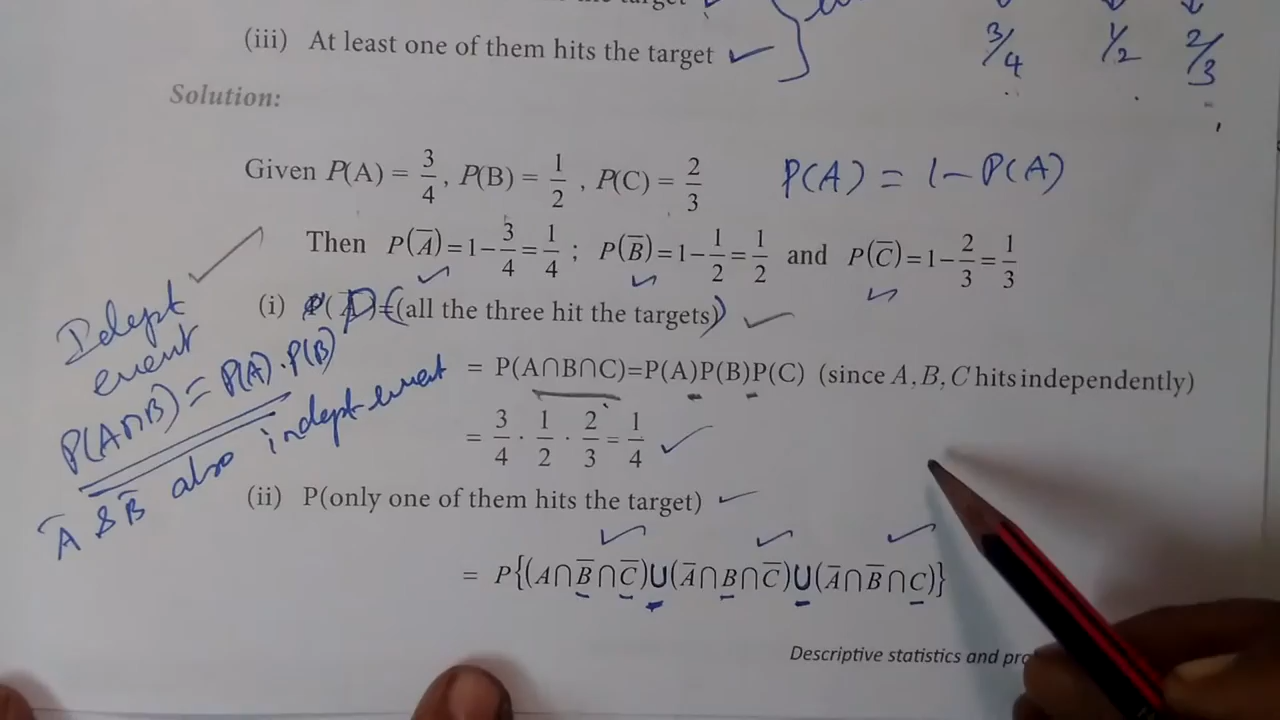 (iii) At least one of them hits the target
3/4 1/2 2/3
Solution:
Given P(A) = 3/4, P(B) = 1/2, P(C) = 2/3
P(A) = 1 - P(A)
Then P(A̅)=1-3/4=1/4 ; P(B̅)=1-1/2=1/2 and P(C̅)=1-2/3=1/3
(i) P(all the three hit the targets)
= P(A∩B∩C)=P(A)P(B)P(C) (since A, B, C hits independently)
= 3/4 · 1/2 · 2/3 = 1/4
Idept
event
P(A∩B) = P(A).P(B)
A̅ & B̅ also indept event
(ii) P(only one of them hits the target)
= P{(A∩B̅∩C̅)∪(A̅∩B∩C̅)∪(A̅∩B̅∩C)}
Descriptive statistics and